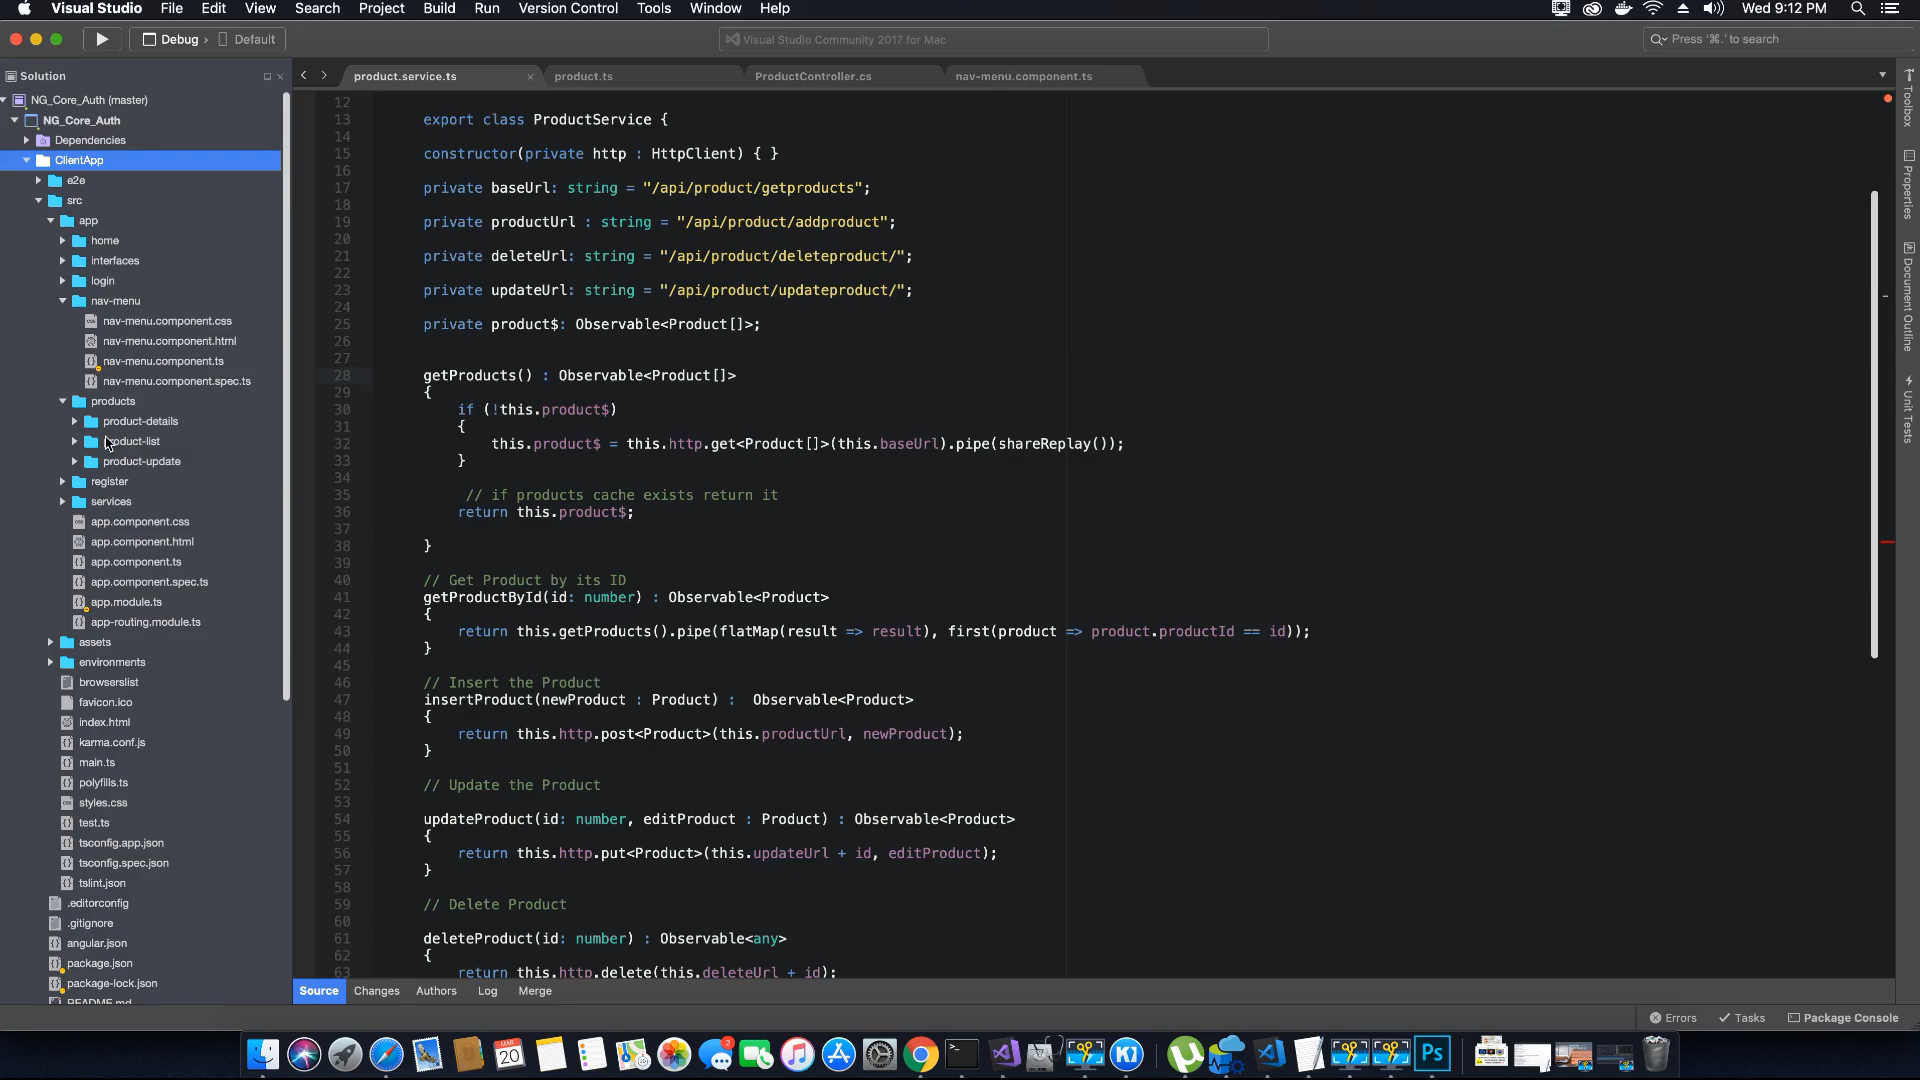 Visual Studio File Edit View Search Project Build Run Version Control Tools Window Help Wed 9:12 PM
Debug › Default Visual Studio Community 2017 for Mac Press '⌘.' to search
Solution
NG_Core_Auth (master)
NG_Core_Auth
Dependencies
ClientApp
e2e
src
app
home
interfaces
login
nav-menu
nav-menu.component.css
nav-menu.component.html
nav-menu.component.ts
nav-menu.component.spec.ts
products
product-details
product-list
product-update
register
services
app.component.css
app.component.html
app.component.ts
app.component.spec.ts
app.module.ts
app-routing.module.ts
assets
environments
browserslist
favicon.ico
index.html
karma.conf.js
main.ts
polyfills.ts
styles.css
test.ts
tsconfig.app.json
tsconfig.spec.json
tslint.json
.editorconfig
.gitignore
angular.json
package.json
package-lock.json
README.md
product.service.ts product.ts ProductController.cs nav-menu.component.ts
12
13 export class ProductService {
14
15 constructor(private http : HttpClient) { }
16
17 private baseUrl: string = "/api/product/getproducts";
18
19 private productUrl : string = "/api/product/addproduct";
20
21 private deleteUrl: string = "/api/product/deleteproduct/";
22
23 private updateUrl: string = "/api/product/updateproduct/";
24
25 private product$: Observable<Product[]>;
26
27
28 getProducts() : Observable<Product[]>
29 {
30 if (!this.product$)
31 {
32 this.product$ = this.http.get<Product[]>(this.baseUrl).pipe(shareReplay());
33 }
34
35 // if products cache exists return it
36 return this.product$;
37
38 }
39
40 // Get Product by its ID
41 getProductById(id: number) : Observable<Product>
42 {
43 return this.getProducts().pipe(flatMap(result => result), first(product => product.productId == id));
44 }
45
46 // Insert the Product
47 insertProduct(newProduct : Product) : Observable<Product>
48 {
49 return this.http.post<Product>(this.productUrl, newProduct);
50 }
51
52 // Update the Product
53
54 updateProduct(id: number, editProduct : Product) : Observable<Product>
55 {
56 return this.http.put<Product>(this.updateUrl + id, editProduct);
57 }
58
59 // Delete Product
60
61 deleteProduct(id: number) : Observable<any>
62 {
63 return this.http.delete(this.deleteUrl + id);
Toolbox
Properties
Document Outline
Unit Tests
Source Changes Authors Log Merge
Errors Tasks Package Console
MAR 20 2 Ps